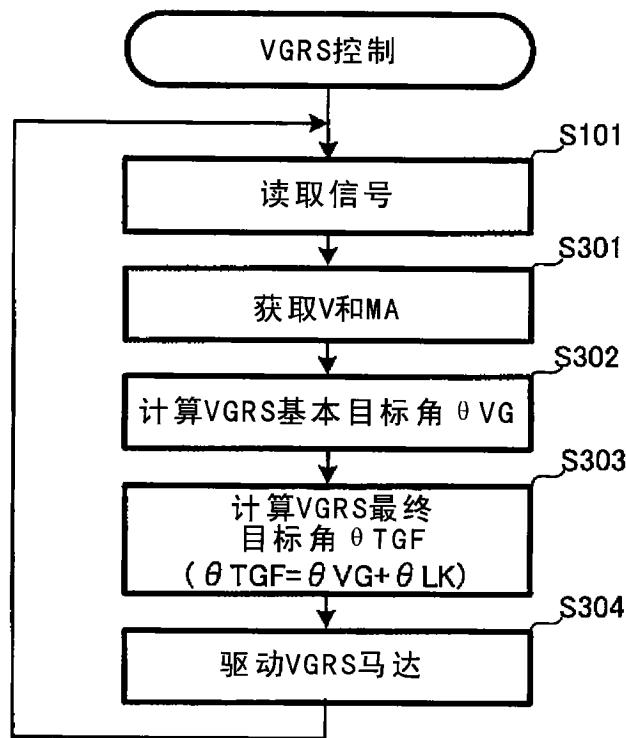 VGRS控制
S101
读取信号
S301
获取V和MA
S302
计算VGRS基本目标角θVG
S303
计算VGRS最终
目标角θTGF
(θTGF=θVG+θLK)
S304
驱动VGRS马达